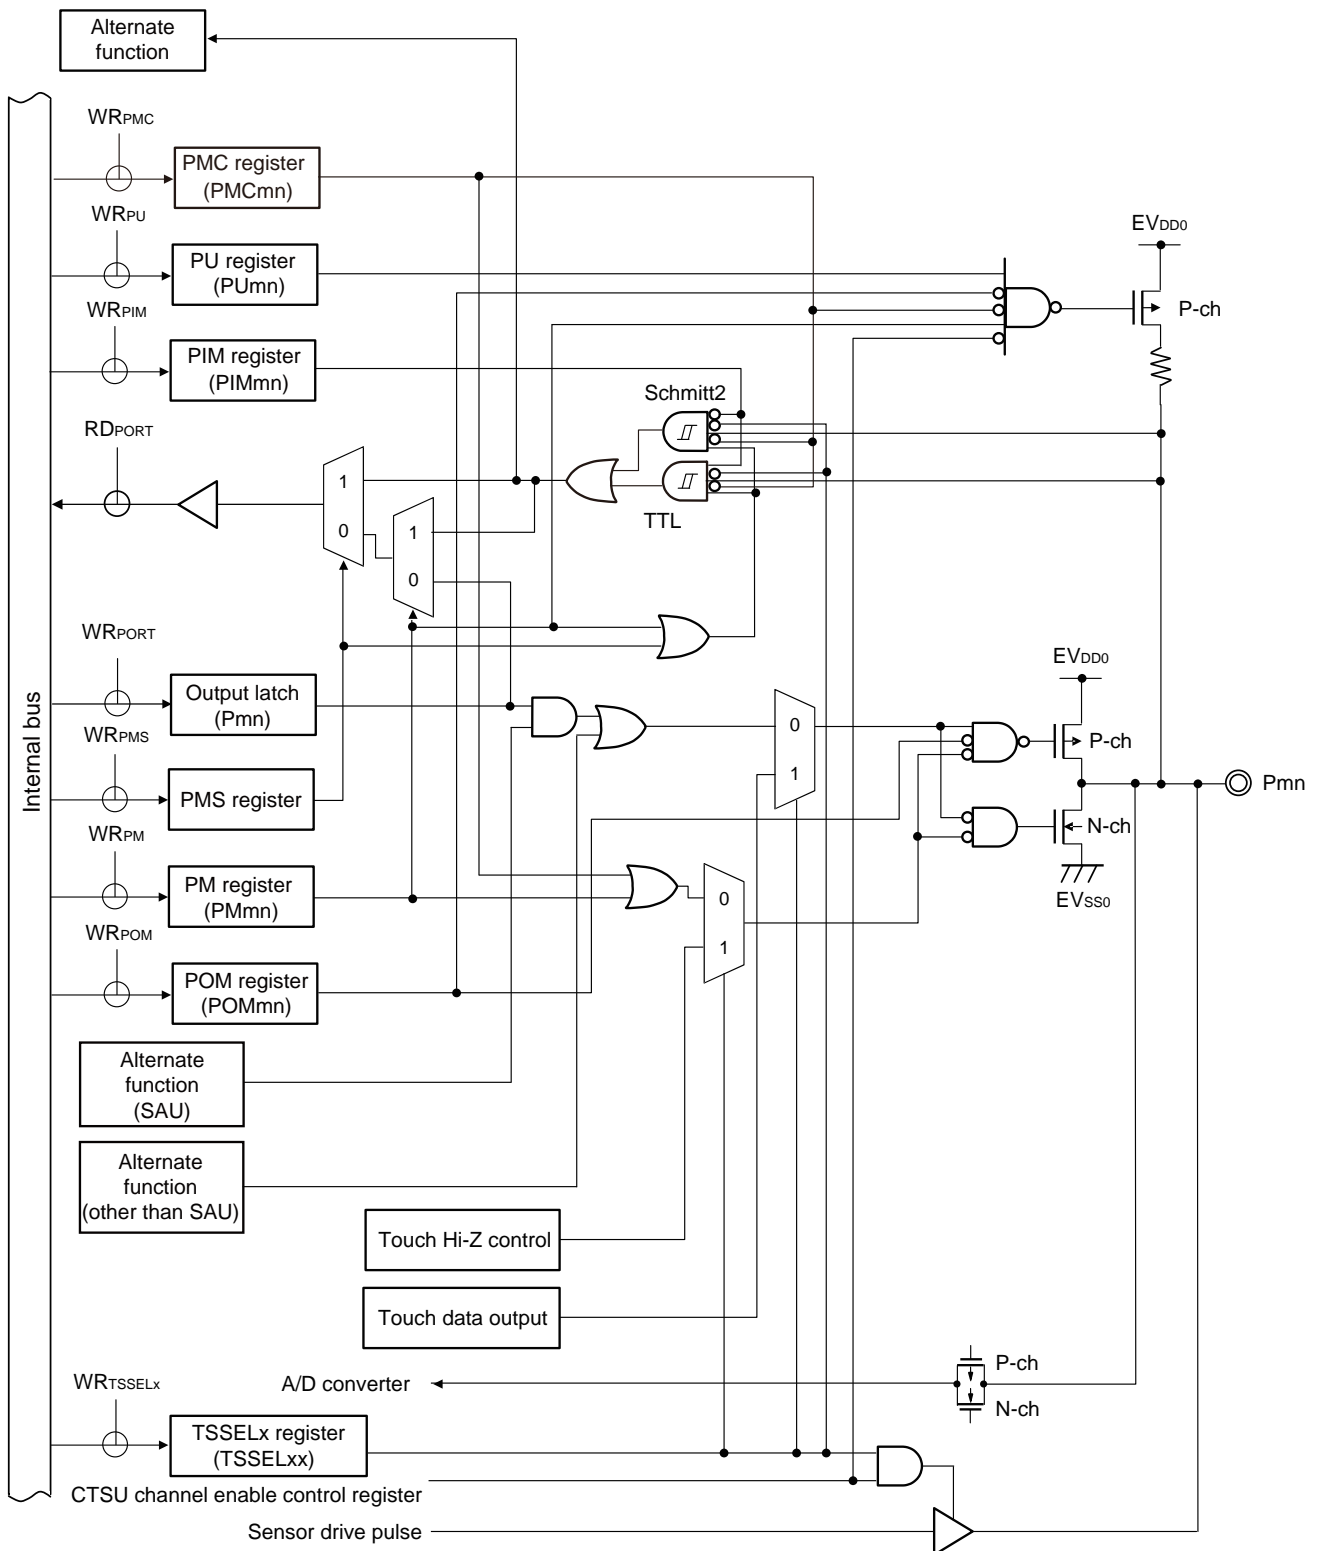 Alternate
function
WRPMC
PMC register
(PMCmn)
WRPU
PU register
(PUmn)
EVDD0
P-ch
WRPIM
PIM register
(PIMmn)
Schmitt2
RDPORT
1
0
1
0
TTL
WRPORT
Output latch
(Pmn)
EVDD0
0
1
P-ch
Internal bus
WRPMS
PMS register
Pmn
WRPM
PM register
(PMmn)
N-ch
EVSS0
0
1
WRPOM
POM register
(POMmn)
Alternate
function
(SAU)
Alternate
function
(other than SAU)
Touch Hi-Z control
Touch data output
P-ch
N-ch
A/D converter
WRTSSELx
TSSELx register
(TSSELxx)
CTSU channel enable control register
Sensor drive pulse